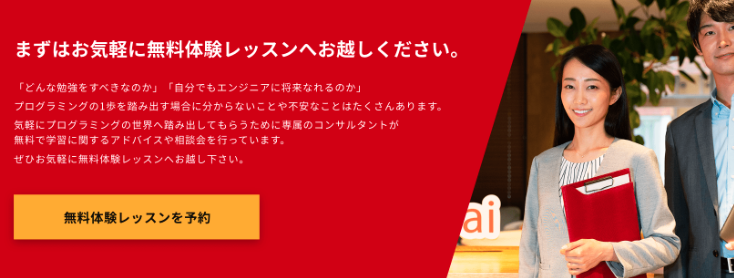 まずはお気軽に無料体験レッスンへお越しください。
「どんな勉強をすべきなのか」「自分でもエンジニアに将来なれるのか」
プログラミングの1歩を踏み出す場合に分からないことや不安なことはたくさんあります。
気軽にプログラミングの世界へ踏み出してもらうために専属のコンサルタントが
無料で学習に関するアドバイスや相談会を行っています。
ぜひお気軽に無料体験レッスンへお越し下さい。
無料体験レッスンを予約
ai